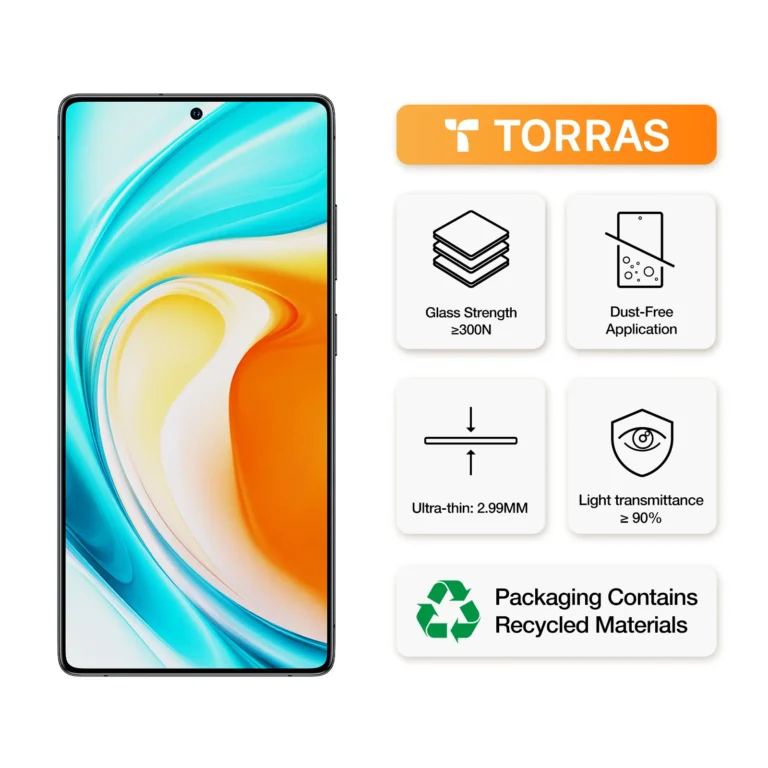 TORRAS
Glass Strength
≥300N
Dust-Free
Application
Ultra-thin: 2.99MM
Light transmittance
≥ 90%
Packaging Contains
Recycled Materials